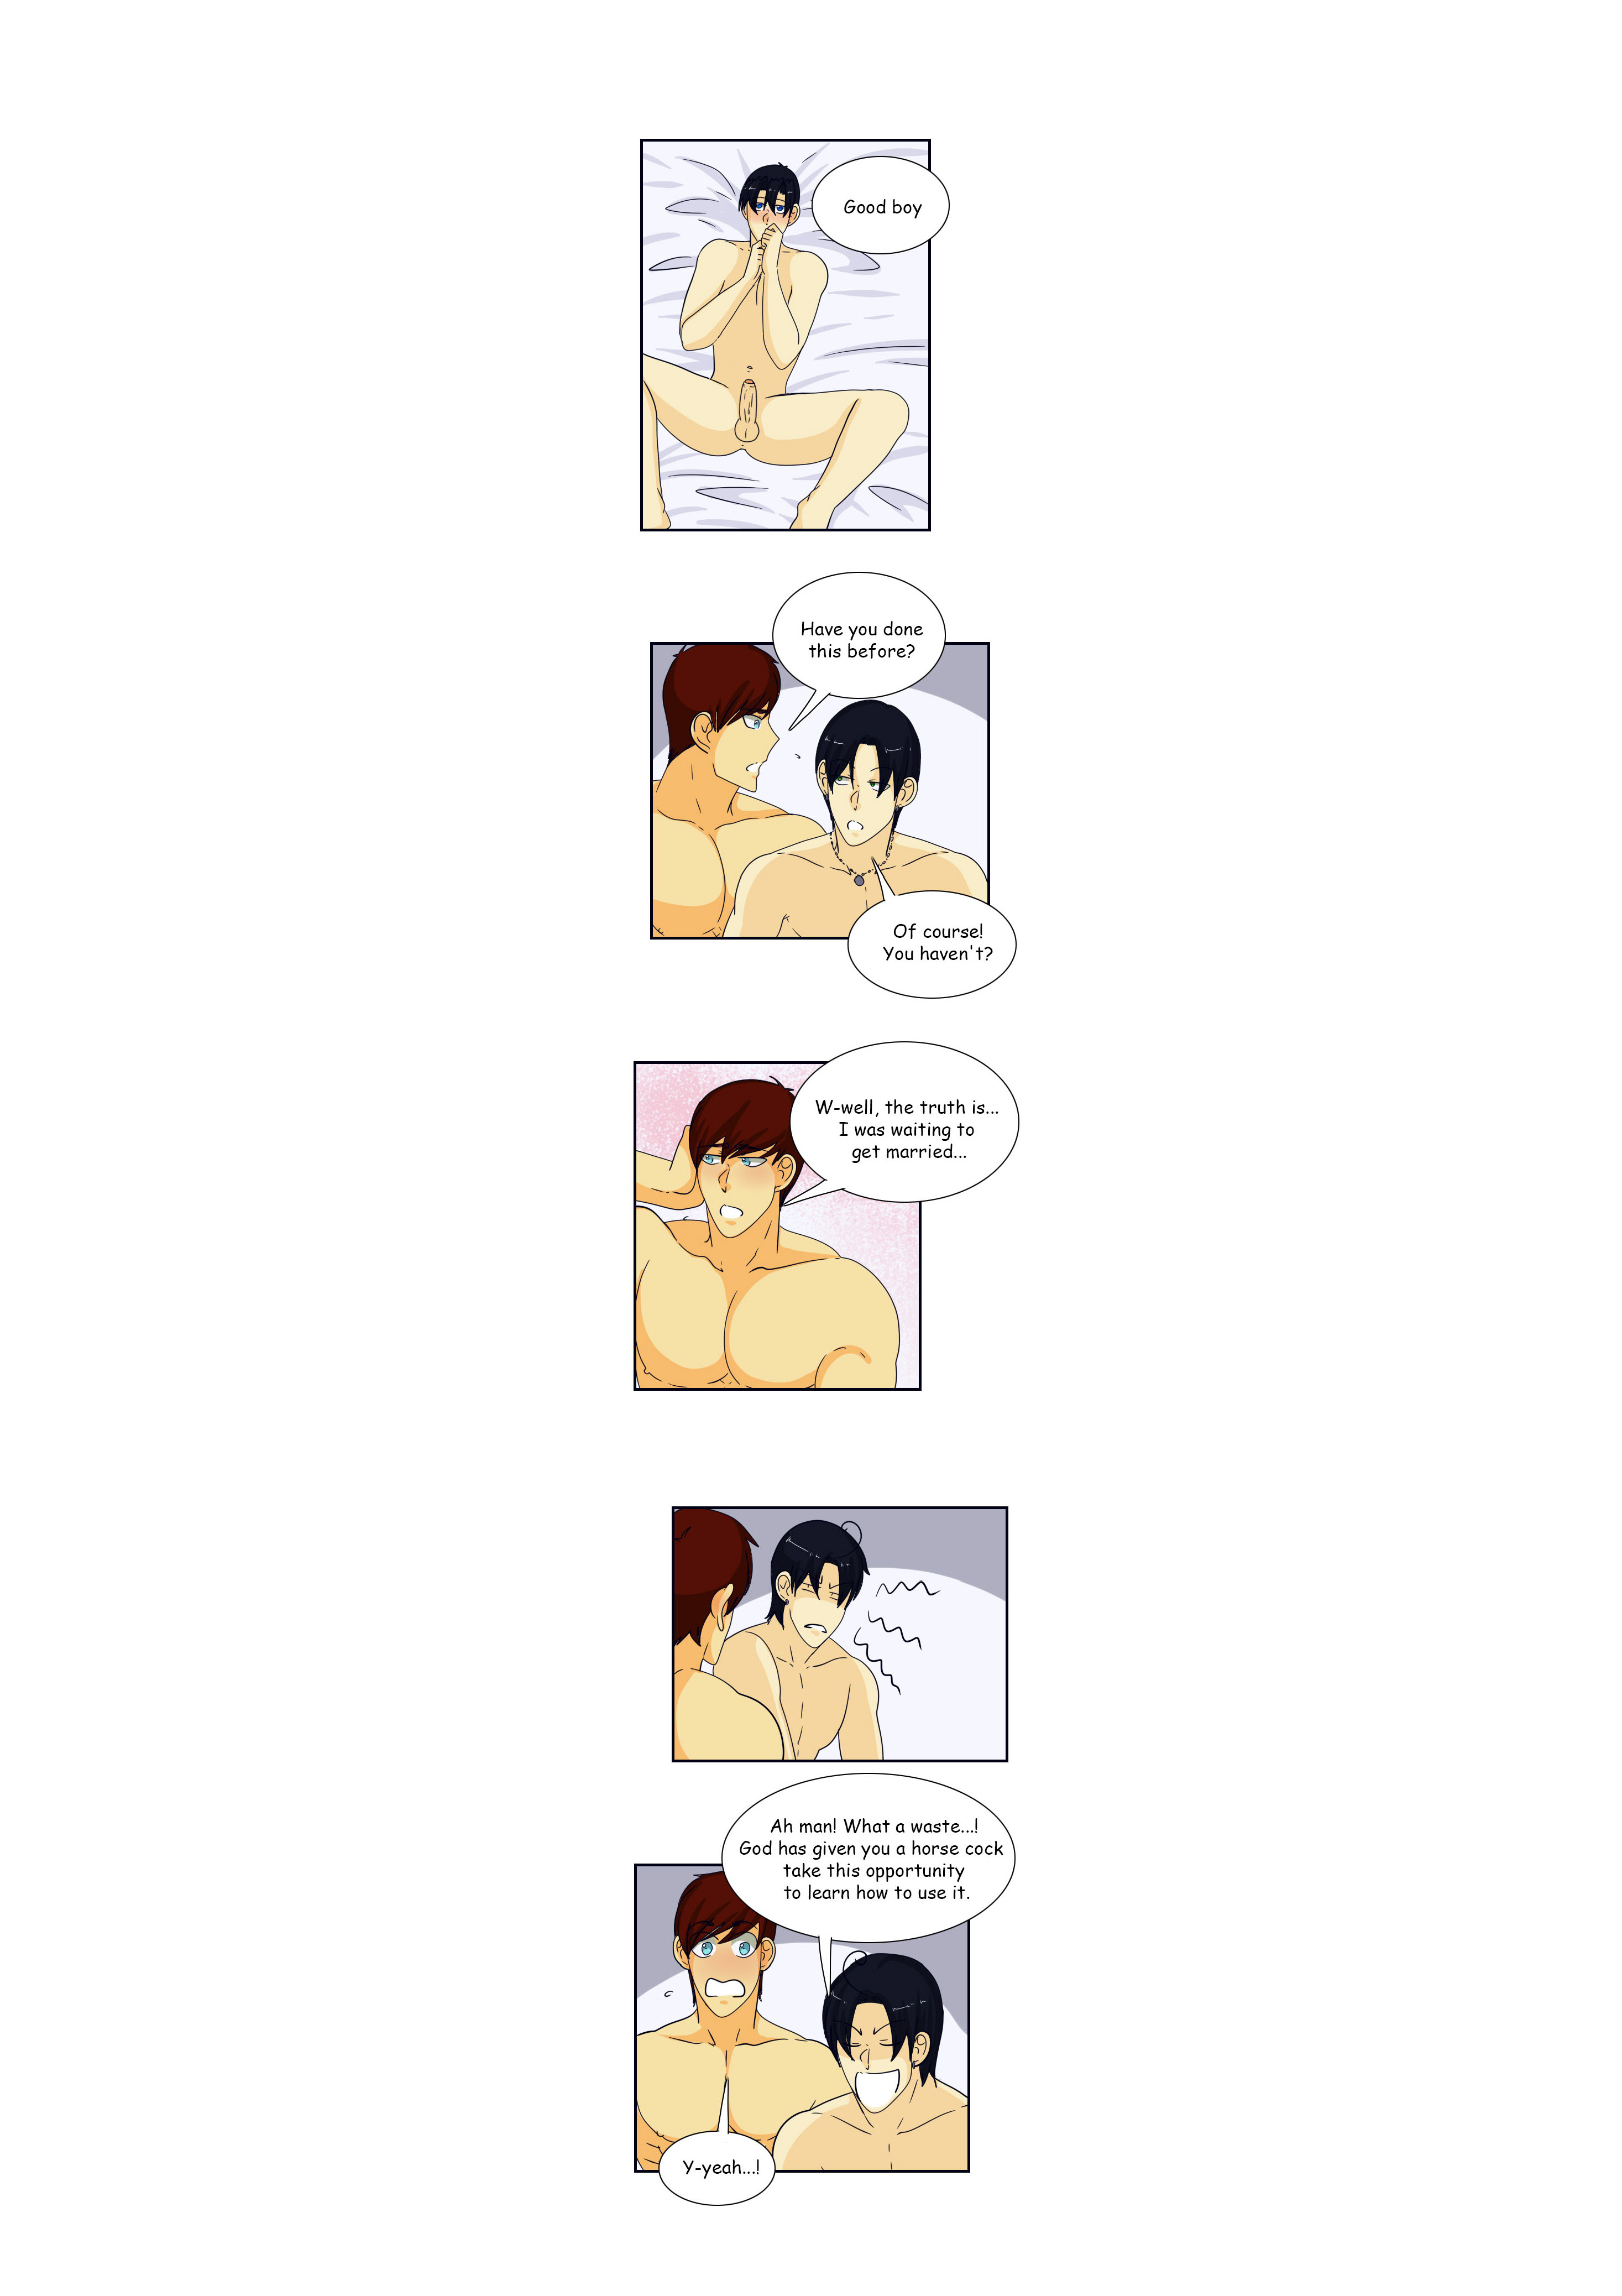 Good boy
Have you done
this before?
Of course!
You haven't?
W-well, the truth is...
I was waiting to
get married...
Ah man! What a waste...!
God has given you a horse cock
take this opportunity
to learn how to use it.
Y-yeah...!